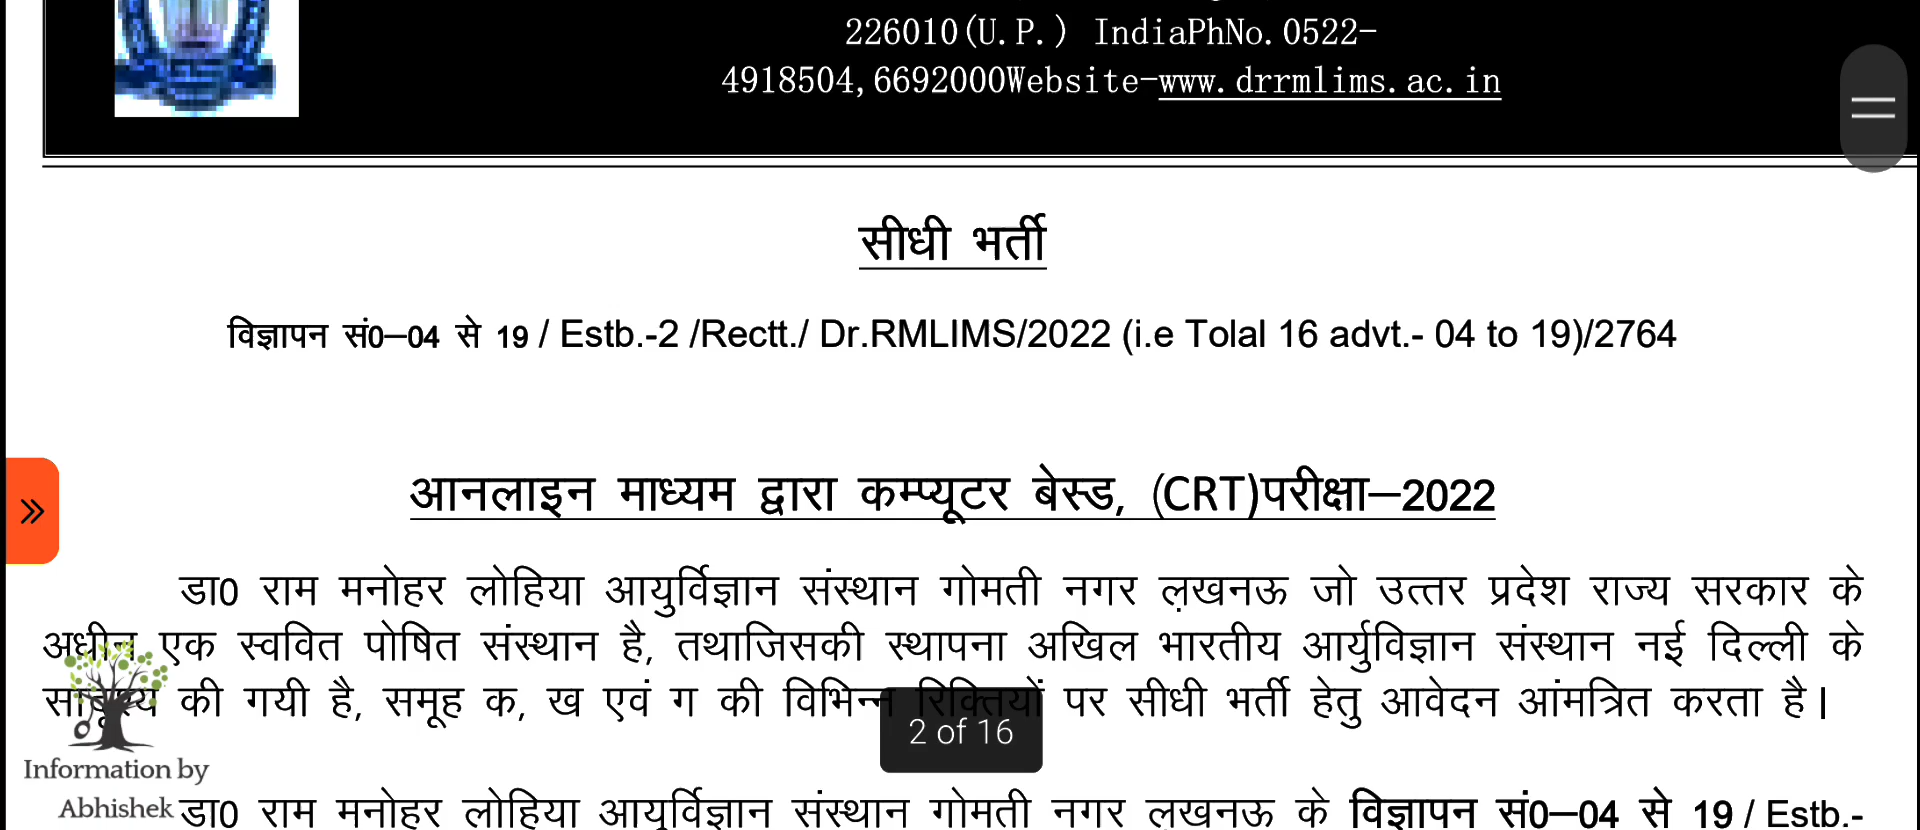 226010(U.P.) IndiaPhNo.0522-
4918504,6692000Website-www.drrmlims.ac.in
सीधी भर्ती
विज्ञापन सं0–04 से 19 / Estb.-2 /Rectt./ Dr.RMLIMS/2022 (i.e Tolal 16 advt.- 04 to 19)/2764
आनलाइन माध्यम द्वारा कम्प्यूटर बेस्ड, (CRT)परीक्षा–2022
डा0 राम मनोहर लोहिया आयुर्विज्ञान संस्थान गोमती नगर ल़खनऊ जो उत्तर प्रदेश राज्य सरकार के
अधीन एक स्ववित पोषित संस्थान है, तथाजिसकी स्थापना अखिल भारतीय आर्युविज्ञान संस्थान नई दिल्ली के
सादृश्य की गयी है, समूह क, ख एवं ग की विभिन्न रिक्तियों पर सीधी भर्ती हेतु आवेदन आंमत्रित करता है।
2 of 16
Information by
Abhishek
डा0 राम मनोहर लोहिया आयुर्विज्ञान संस्थान गोमती नगर लखनऊ के विज्ञापन सं0–04 से 19 / Estb.-